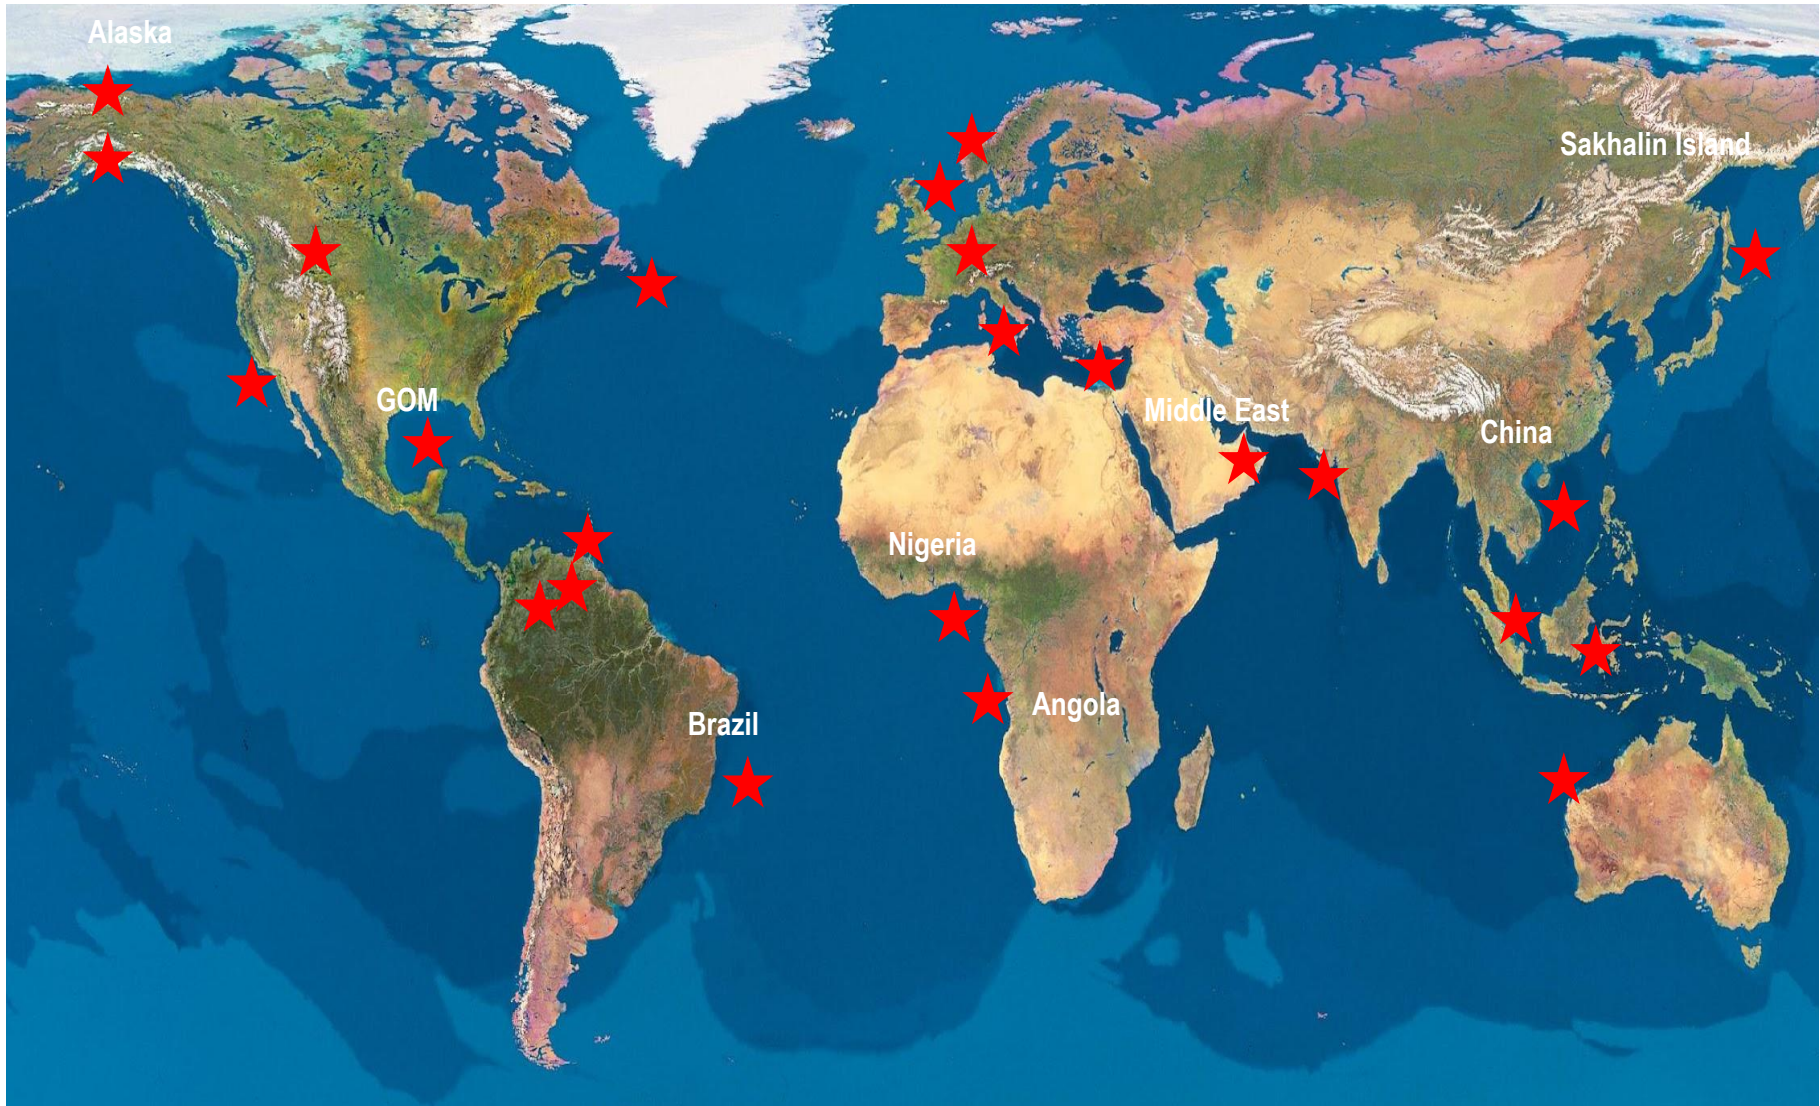 Alaska
Sakhalin Island
GOM
Middle East
China
Nigeria
Angola
Brazil